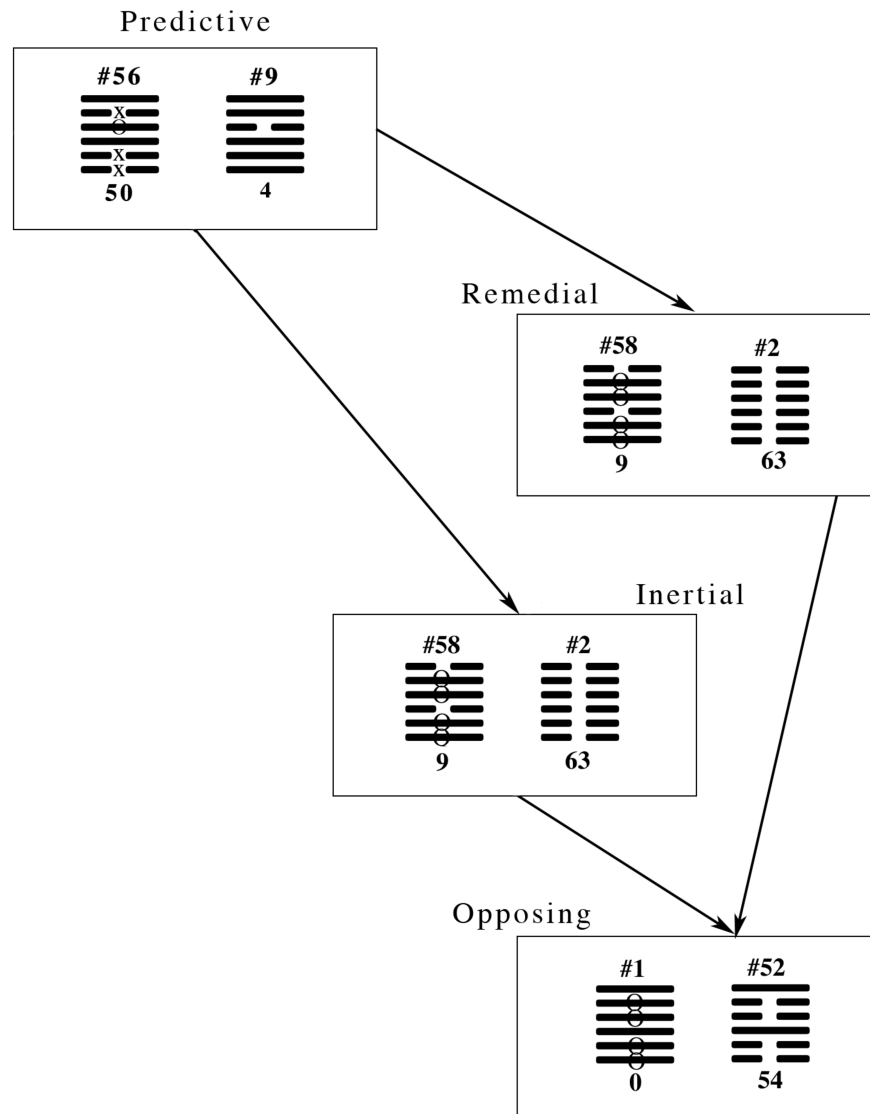 Predictive
#56 #9
x
O
x
x
50 4
Remedial
#58 #2
O
O
O
O
9 63
Inertial
#58 #2
O
O
O
O
9 63
Opposing
#1 #52
O
O
O
O
0 54